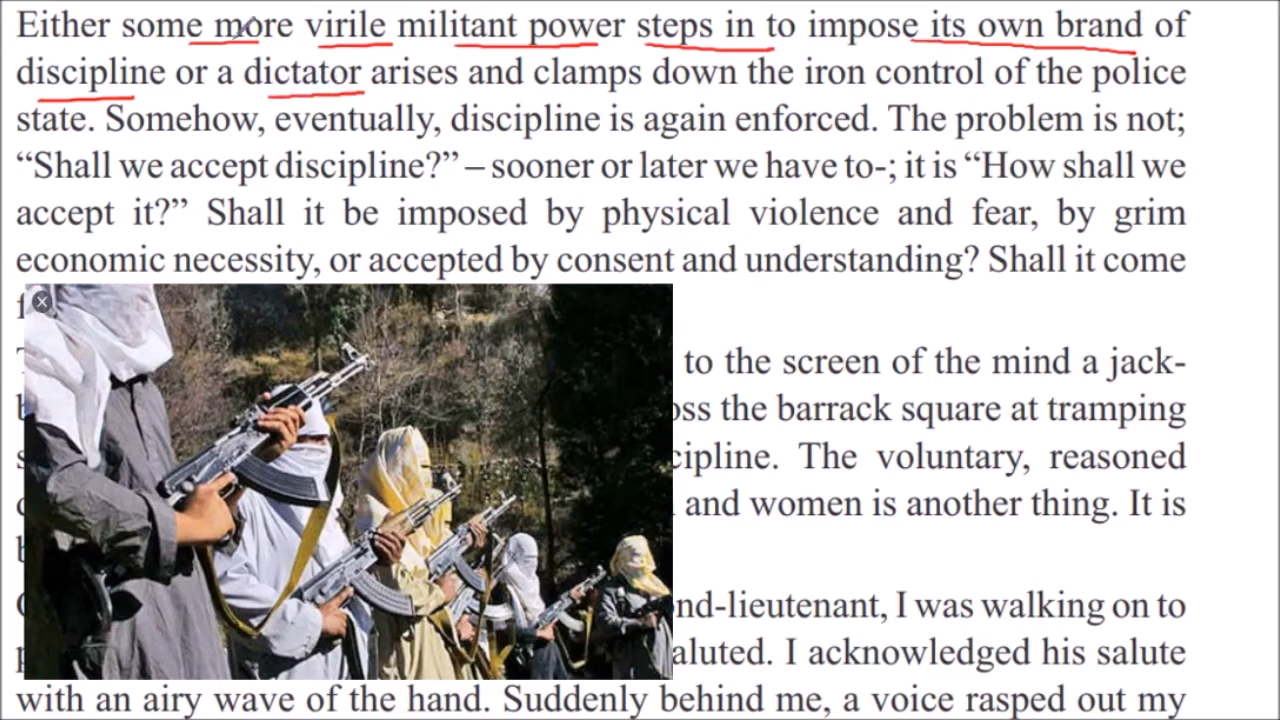 Either some more virile militant power steps in to impose its own brand of
discipline or a dictator arises and clamps down the iron control of the police
state. Somehow, eventually, discipline is again enforced. The problem is not;
“Shall we accept discipline?” – sooner or later we have to-; it is “How shall we
accept it?” Shall it be imposed by physical violence and fear, by grim
economic necessity, or accepted by consent and understanding? Shall it come
to the screen of the mind a jack-
the barrack square at tramping
The voluntary, reasoned
and women is another thing. It is
I was walking on to
I acknowledged his salute
with an airy wave of the hand. Suddenly behind me, a voice rasped out my